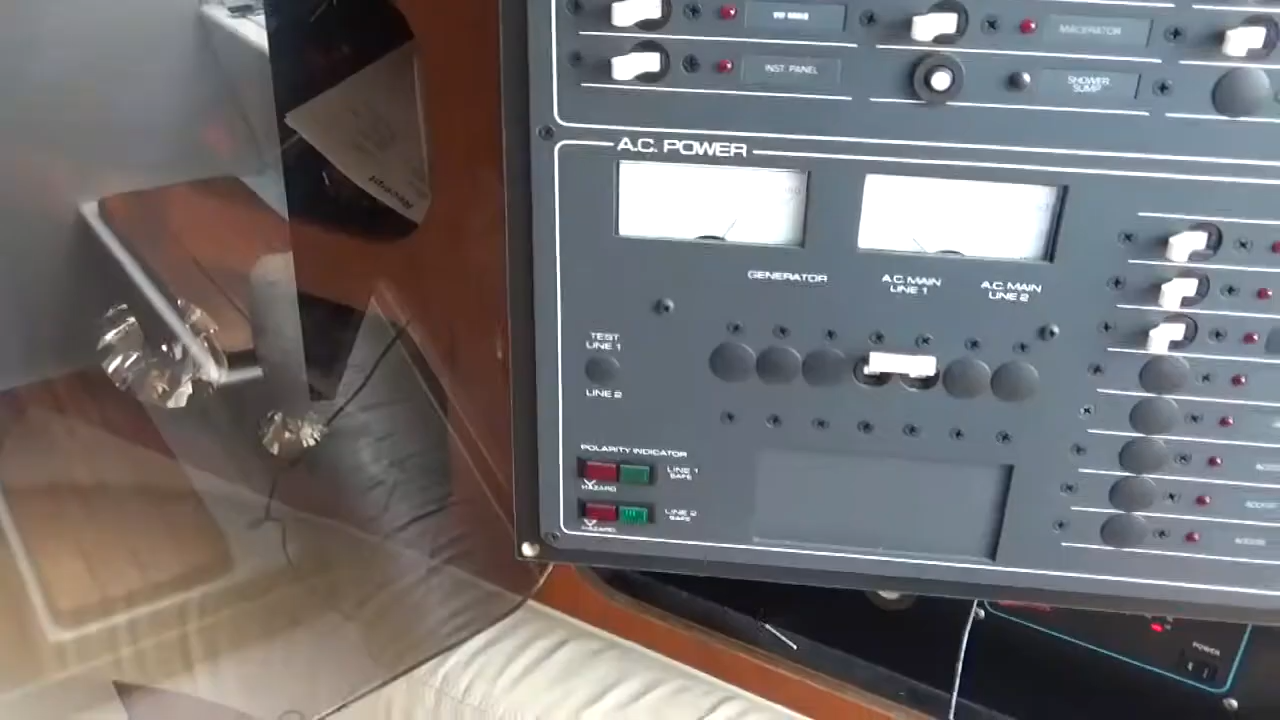 MACERATOR
INST. PANEL
SHOWER
SUMP
A.C. POWER
Receipt
GENERATOR
A.C. MAIN
LINE 1
A.C. MAIN
LINE 2
TEST
LINE 1
LINE 2
POLARITY INDICATOR
LINE 1
SAFE
HAZARD
LINE 2
SAFE
HAZARD
POWER